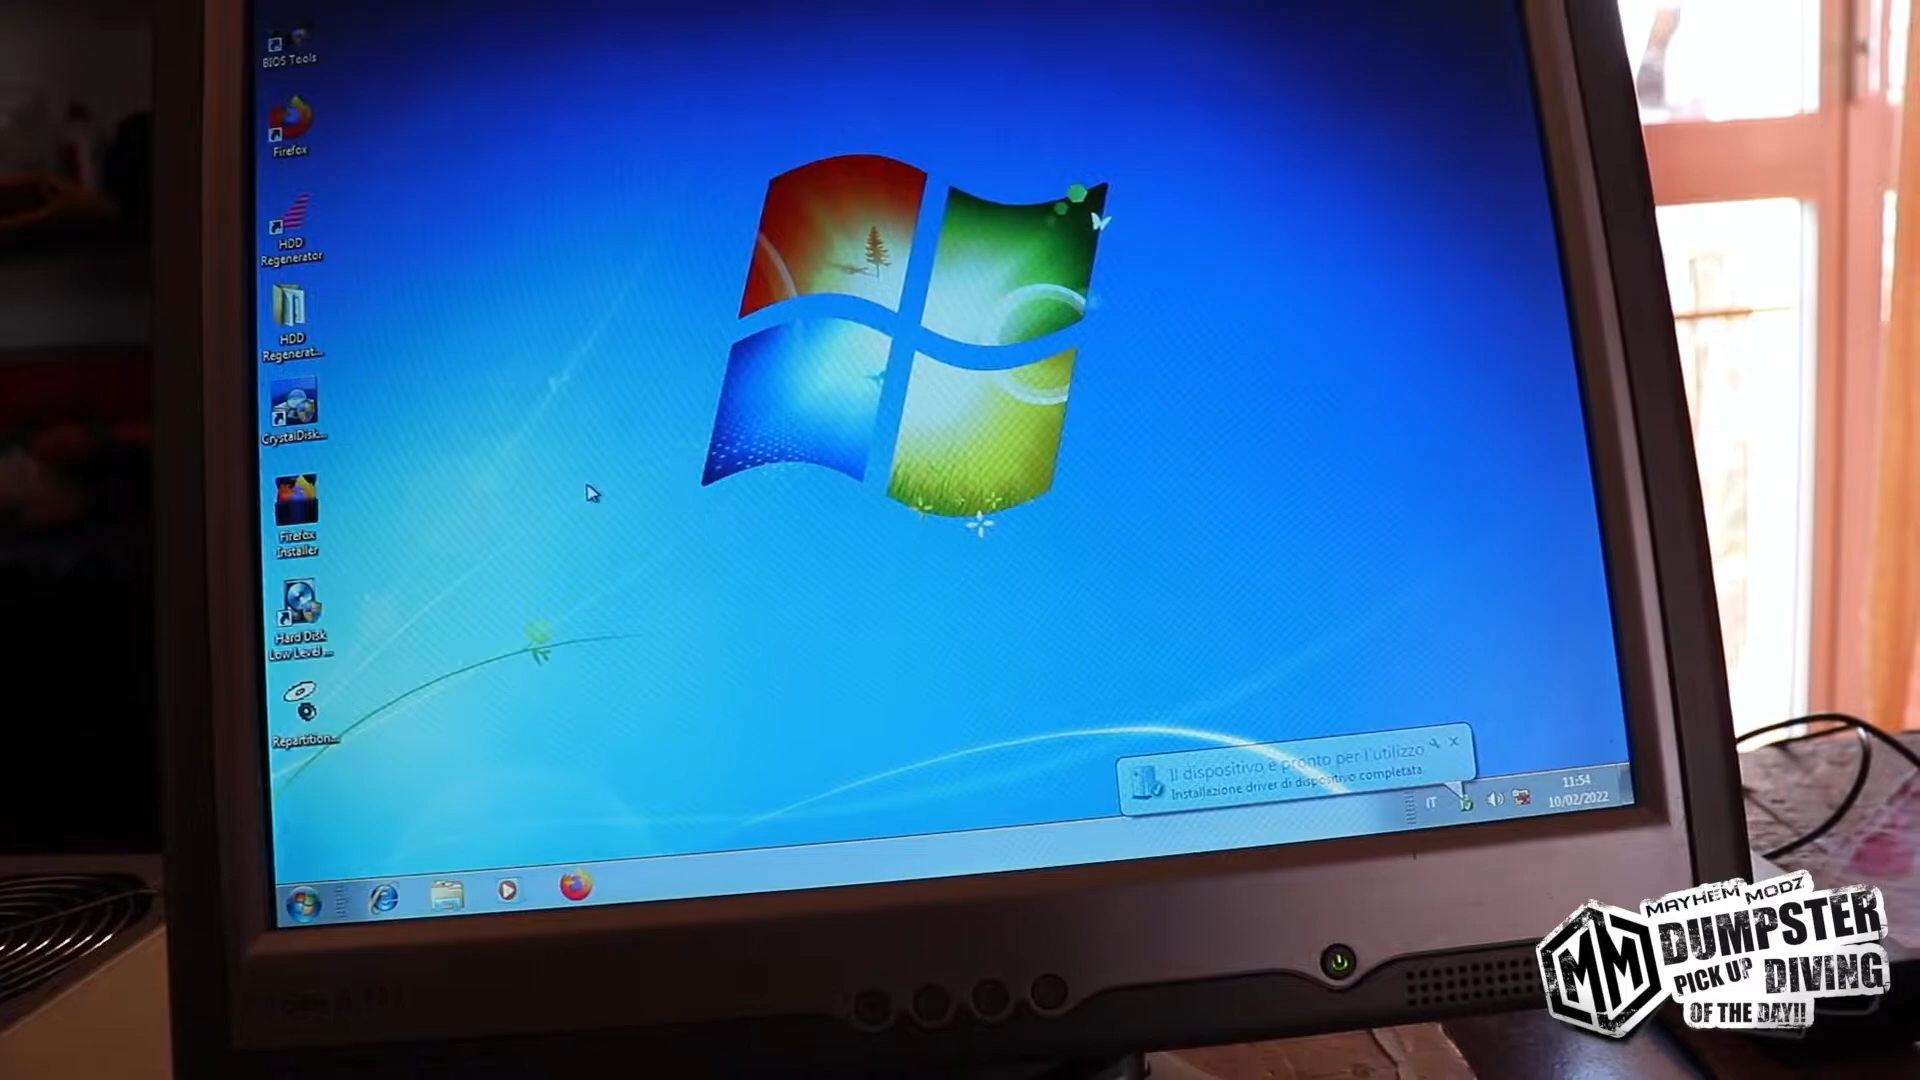 BIOS Tools
Firefox
HDD
Regenerator
HDD
Regenerat...
CrystalDisk...
Firefox
Installer
Hard Disk
Low Level ...
Repartition...
Il dispositivo è pronto per l'utilizzo
Installazione driver di dispositivo completata.
IT
11:54
10/02/2022
MM
MAYHEM MODZ
DUMPSTER
PICK UP DIVING
OF THE DAY!!